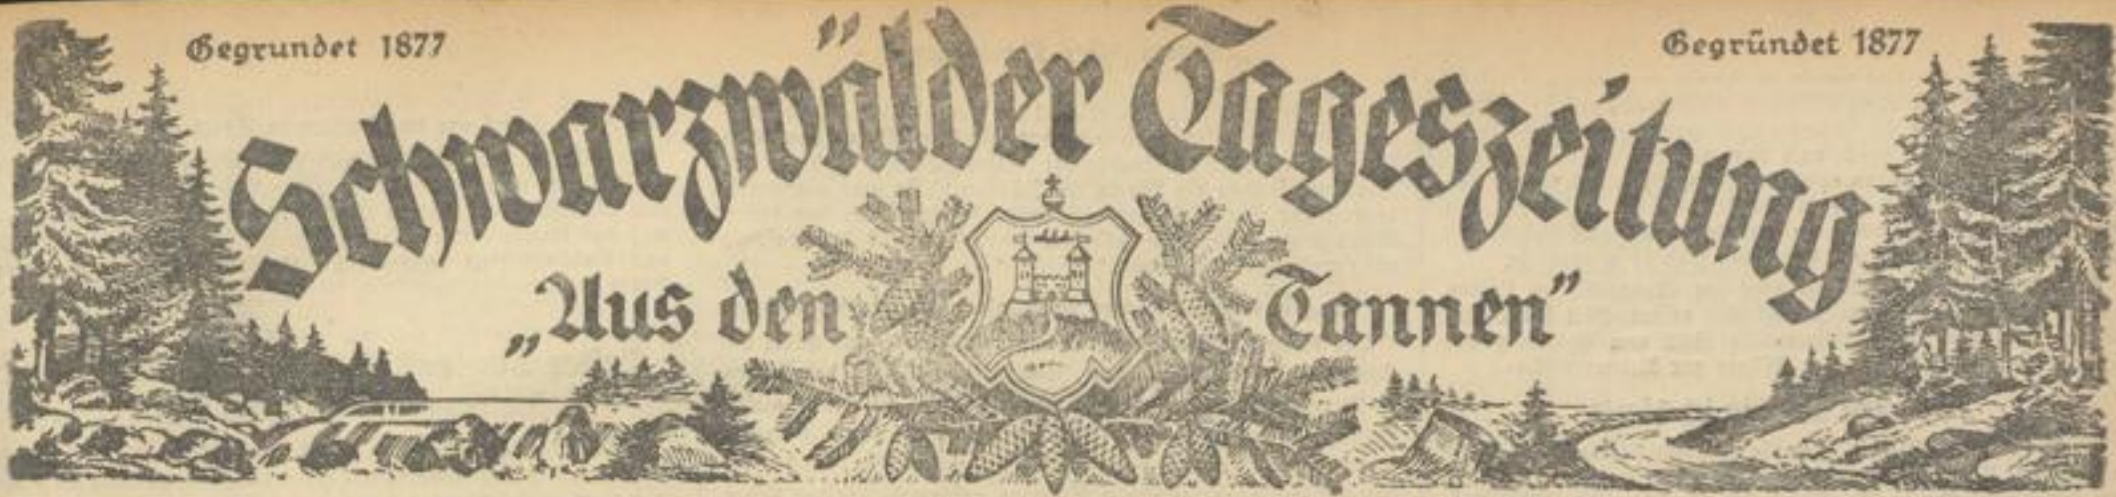 Gegrundet 1877
Gegründet 1877
Schwarzwälder Tageszeitung
„Aus den Tannen”